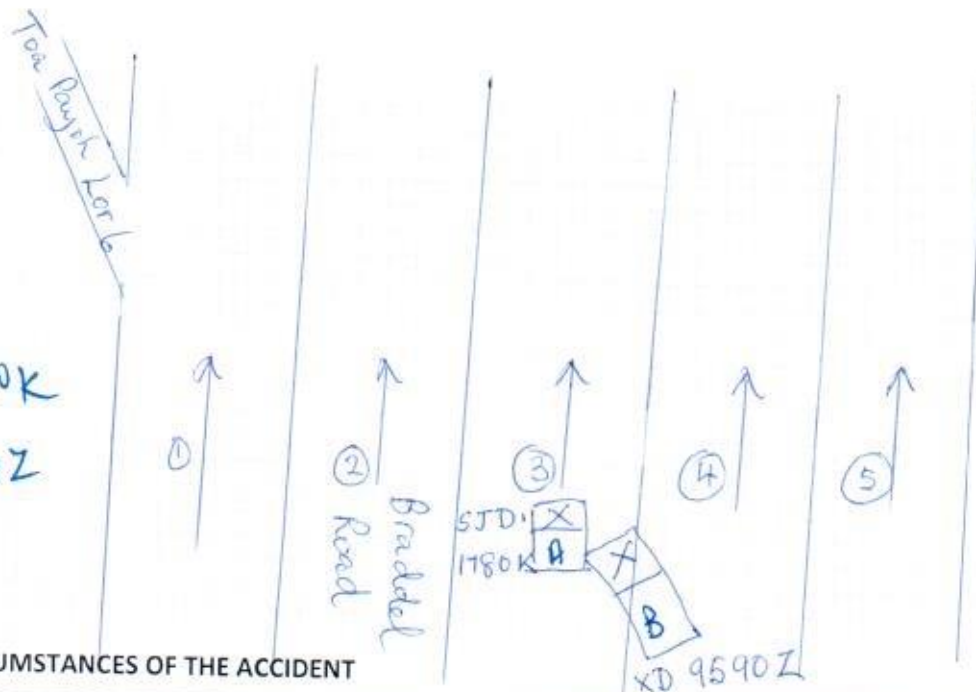 Toa Payoh Lor 6
0K
Z
①
②
③
④
⑤
Braddel
Road
SJD
1780K
X
A
X
B
XD 9590Z
UMSTANCES OF THE ACCIDENT